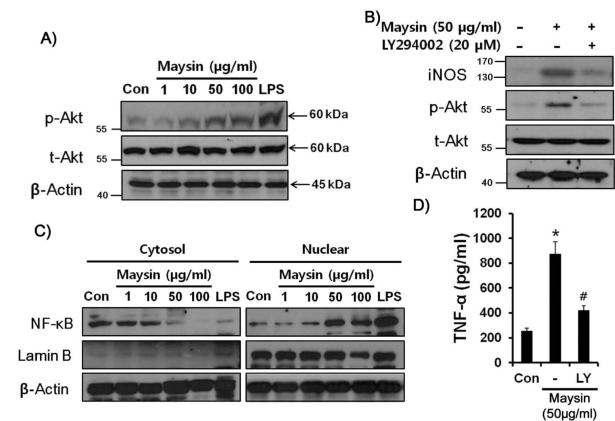 A)
Maysin (μg/ml)
Con 1 10 50 100 LPS
p-Akt
60 kDa
55
t-Akt
60 kDa
55
β-Actin
45 kDa
40
B)
Maysin (50 μg/ml) - + +
LY294002 (20 μM) - - +
170
iNOS
130
p-Akt
55
t-Akt
55
β-Actin
40
C)
Cytosol Nuclear
Maysin (μg/ml) Maysin (μg/ml)
Con 1 10 50 100 LPS Con 1 10 50 100 LPS
NF-κB
Lamin B
β-Actin
D)
TNF-α (pg/ml)
1200
1000
800
600
400
200
0
*
#
Con - LY
Maysin
(50μg/ml)